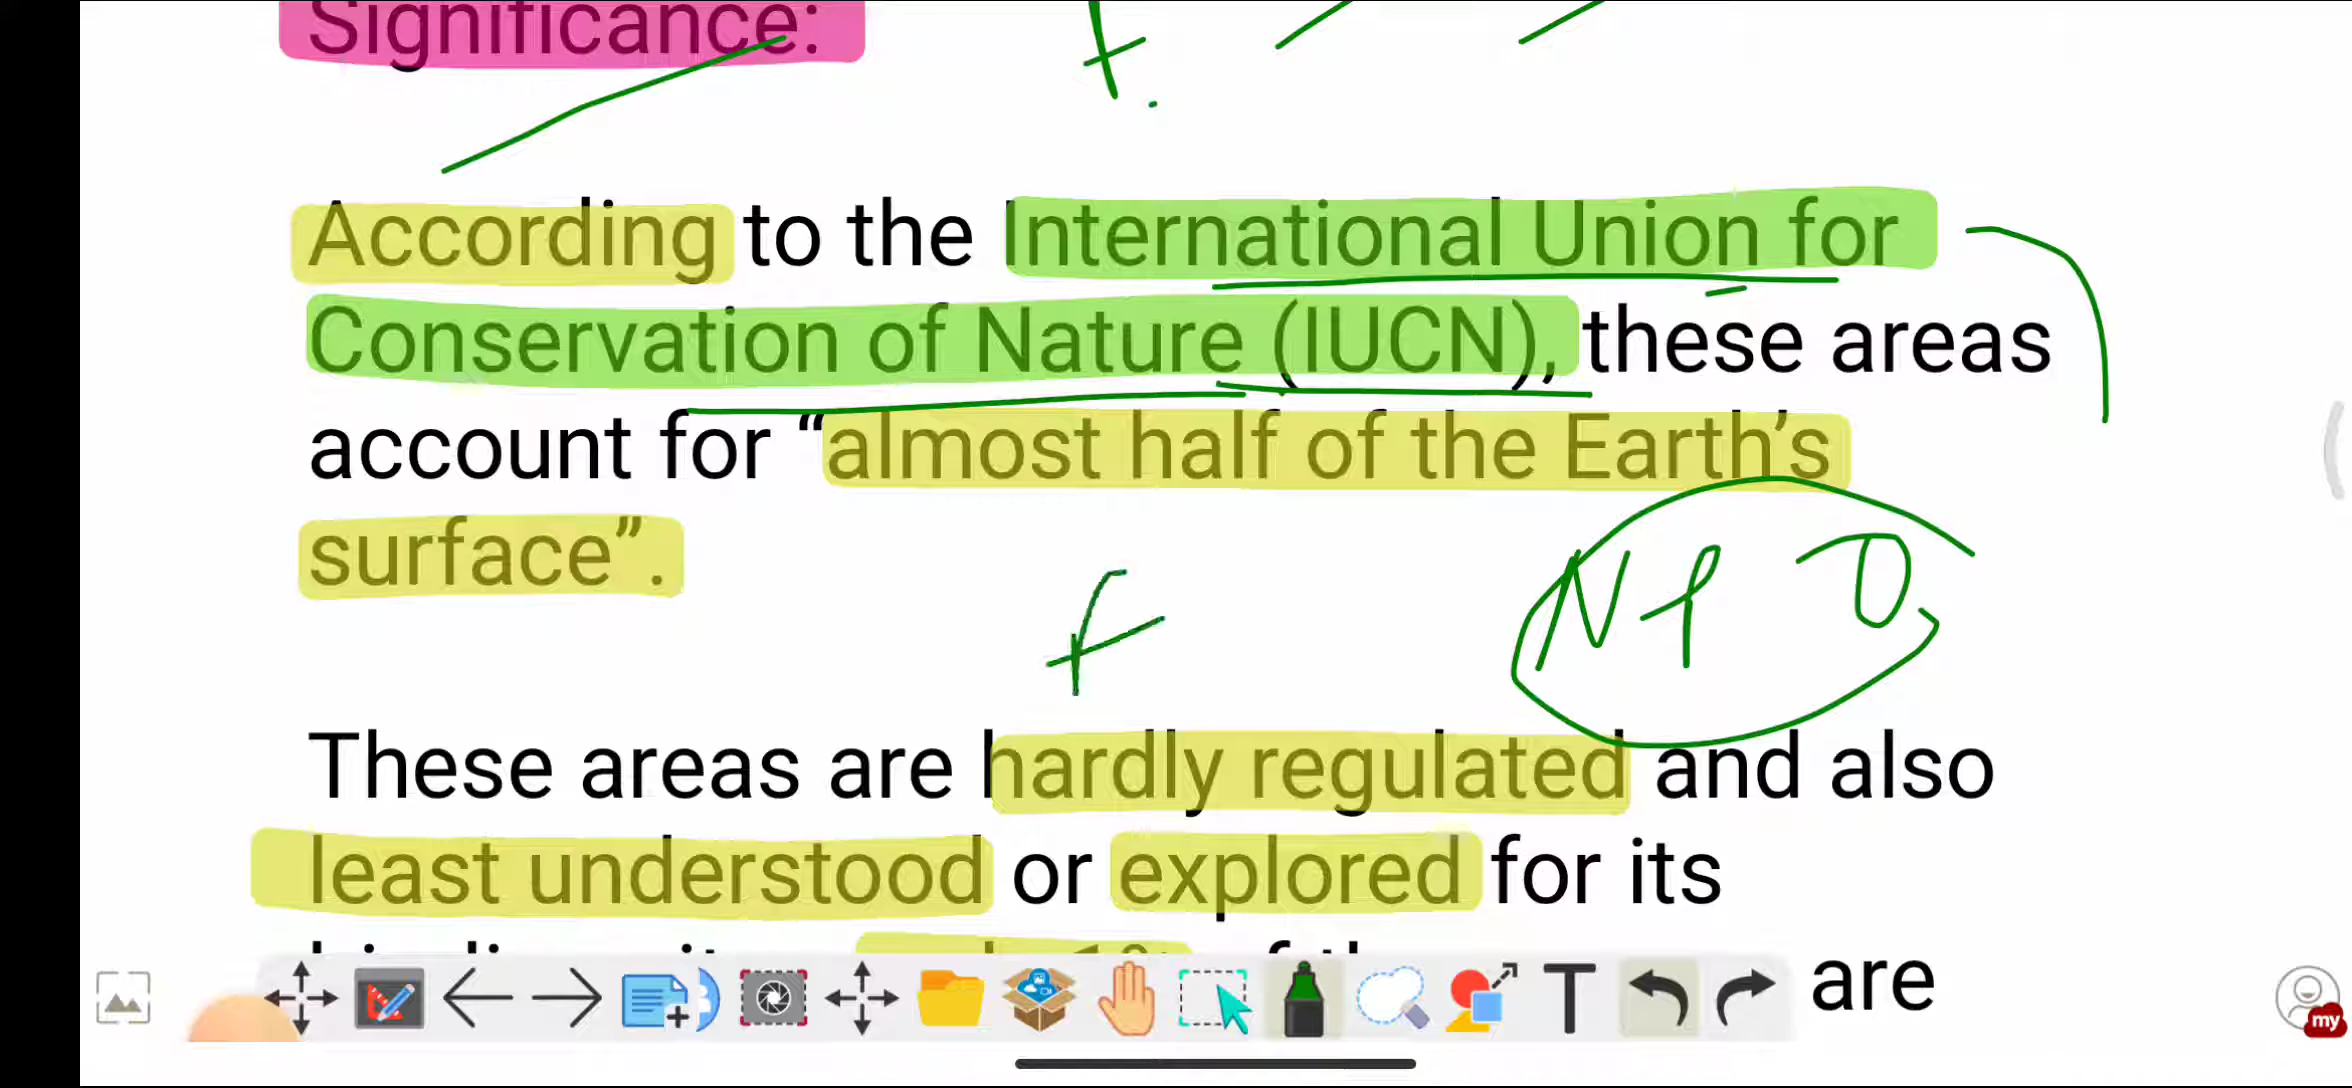 Significance:
According to the International Union for
Conservation of Nature (IUCN), these areas
account for “almost half of the Earth’s
surface”.
These areas are hardly regulated and also
least understood or explored for its
are
T
my